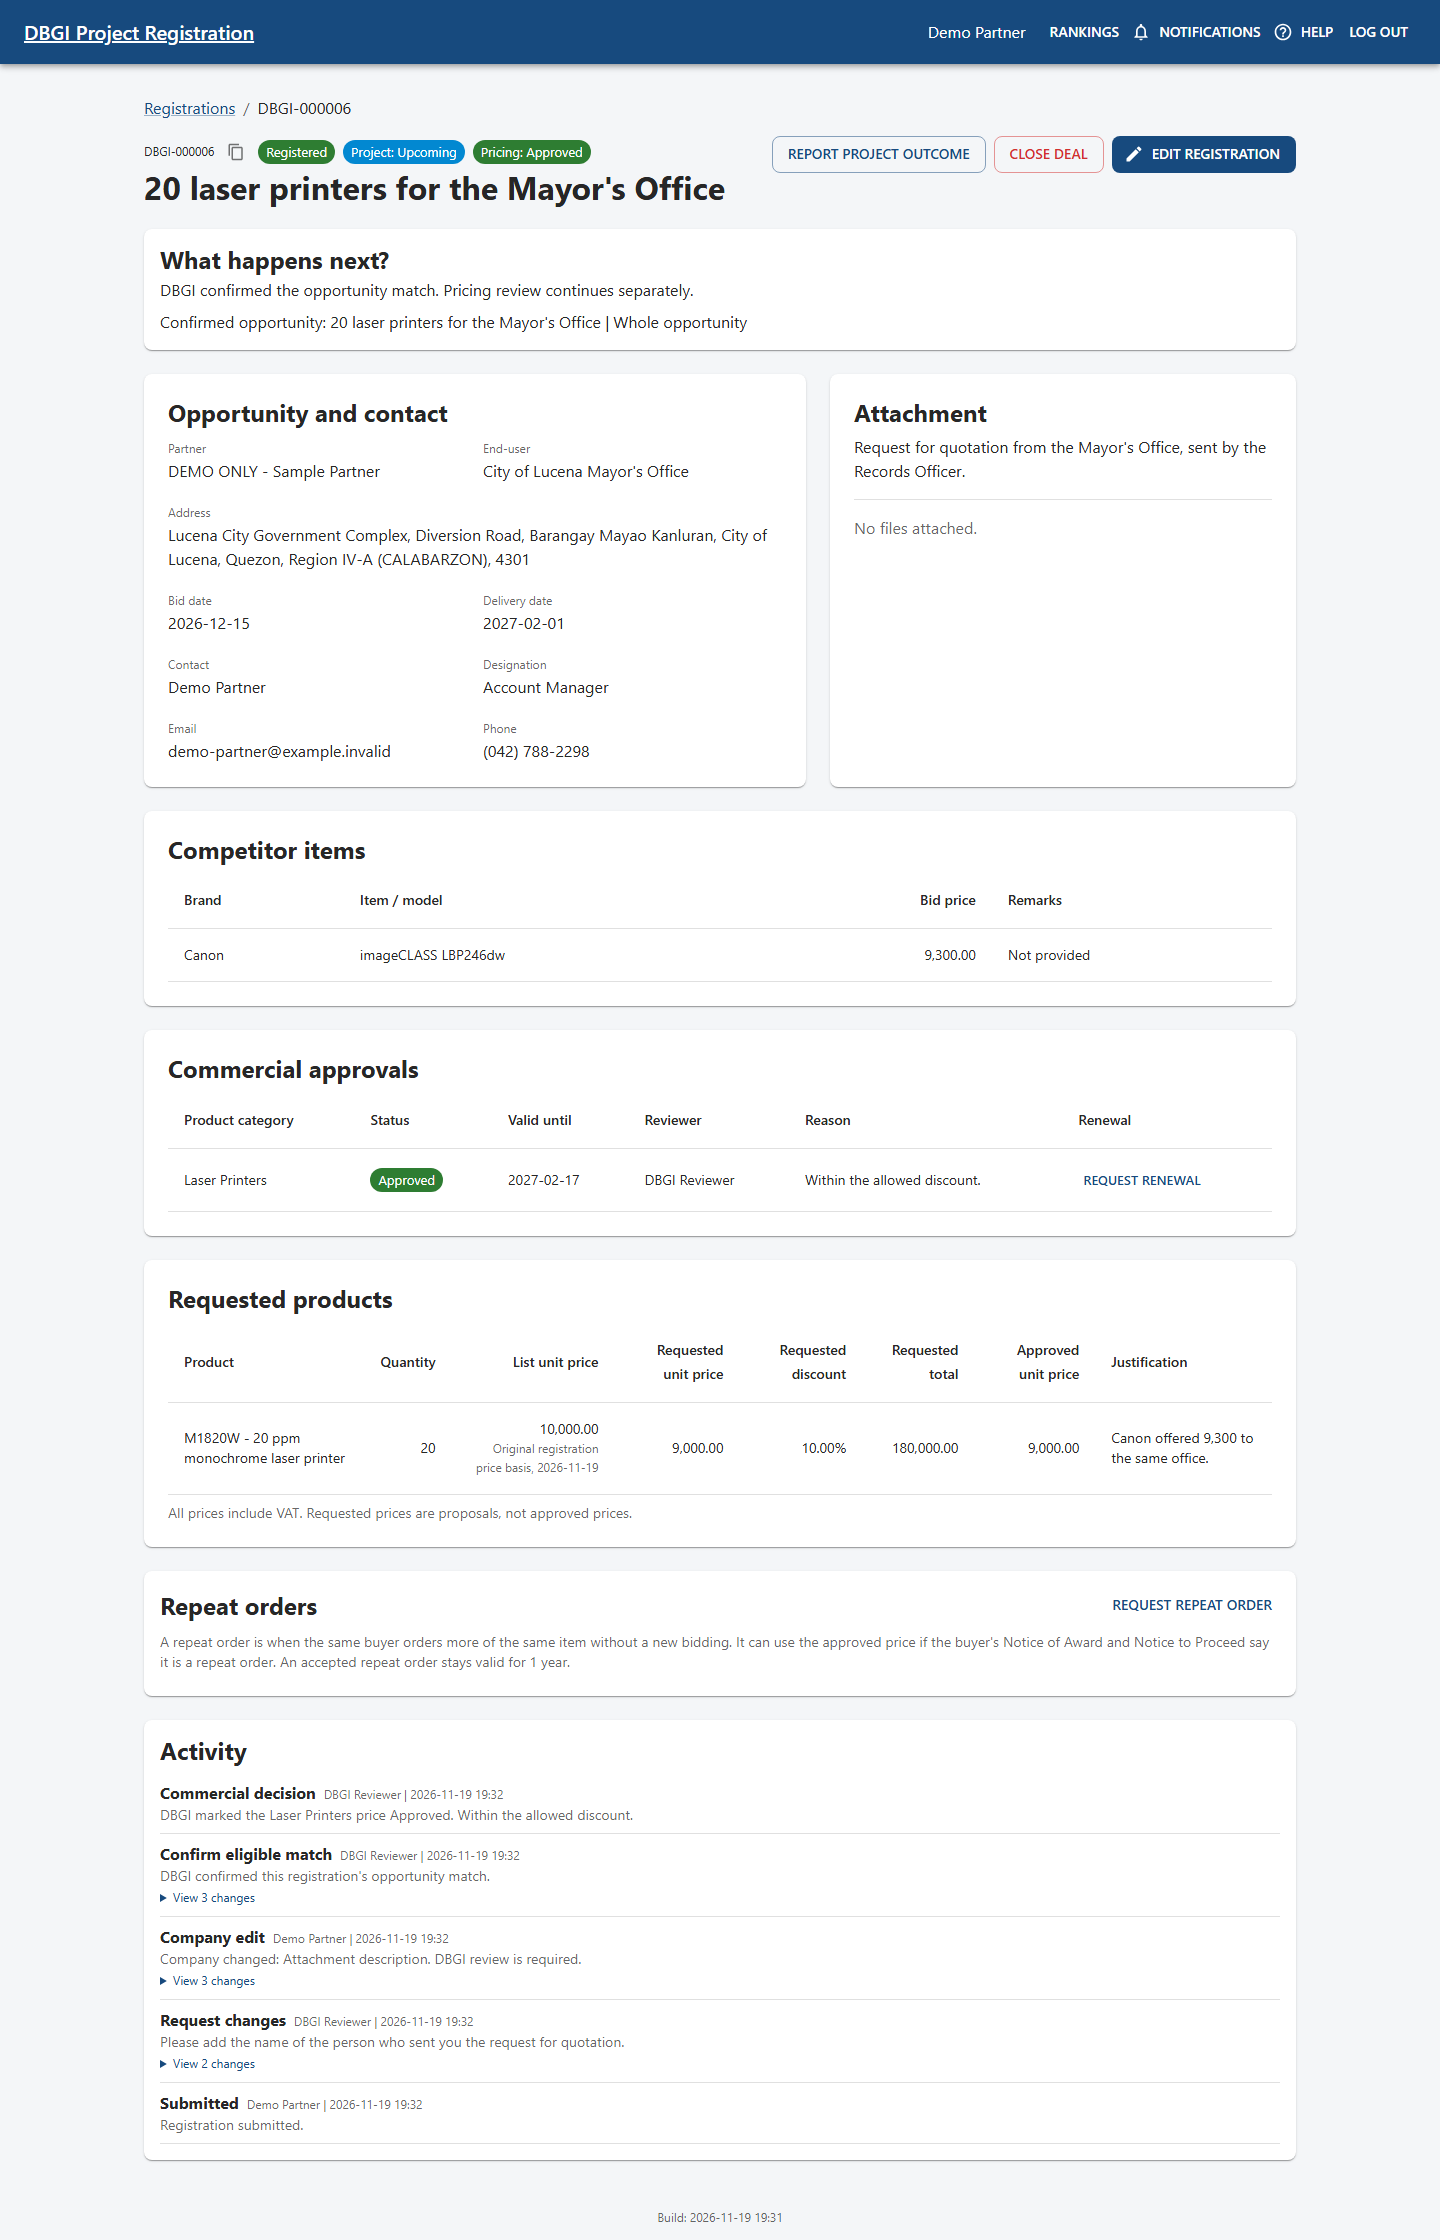 DBGI Project Registration
Demo Partner RANKINGS NOTIFICATIONS HELP LOG OUT
Registrations / DBGI-000006
DBGI-000006 Registered Project: Upcoming Pricing: Approved
REPORT PROJECT OUTCOME CLOSE DEAL EDIT REGISTRATION
20 laser printers for the Mayor's Office
What happens next?
DBGI confirmed the opportunity match. Pricing review continues separately.
Confirmed opportunity: 20 laser printers for the Mayor's Office | Whole opportunity
Opportunity and contact
Partner End-user
DEMO ONLY - Sample Partner City of Lucena Mayor's Office
Address
Lucena City Government Complex, Diversion Road, Barangay Mayao Kanluran, City of
Lucena, Quezon, Region IV-A (CALABARZON), 4301
Bid date Delivery date
2026-12-15 2027-02-01
Contact Designation
Demo Partner Account Manager
Email Phone
demo-partner@example.invalid (042) 788-2298
Attachment
Request for quotation from the Mayor's Office, sent by the
Records Officer.
No files attached.
Competitor items
Brand Item / model Bid price Remarks
Canon imageCLASS LBP246dw 9,300.00 Not provided
Commercial approvals
Product category Status Valid until Reviewer Reason Renewal
Laser Printers Approved 2027-02-17 DBGI Reviewer Within the allowed discount. REQUEST RENEWAL
Requested products
Product Quantity List unit price Requested unit price Requested discount Requested total Approved unit price Justification
M1820W - 20 ppm
monochrome laser printer
20
10,000.00
Original registration
price basis, 2026-11-19
9,000.00 10.00% 180,000.00 9,000.00
Canon offered 9,300 to
the same office.
All prices include VAT. Requested prices are proposals, not approved prices.
Repeat orders REQUEST REPEAT ORDER
A repeat order is when the same buyer orders more of the same item without a new bidding. It can use the approved price if the buyer's Notice of Award and Notice to Proceed say
it is a repeat order. An accepted repeat order stays valid for 1 year.
Activity
Commercial decision DBGI Reviewer | 2026-11-19 19:32
DBGI marked the Laser Printers price Approved. Within the allowed discount.
Confirm eligible match DBGI Reviewer | 2026-11-19 19:32
DBGI confirmed this registration's opportunity match.
View 3 changes
Company edit Demo Partner | 2026-11-19 19:32
Company changed: Attachment description. DBGI review is required.
View 3 changes
Request changes DBGI Reviewer | 2026-11-19 19:32
Please add the name of the person who sent you the request for quotation.
View 2 changes
Submitted Demo Partner | 2026-11-19 19:32
Registration submitted.
Build: 2026-11-19 19:31